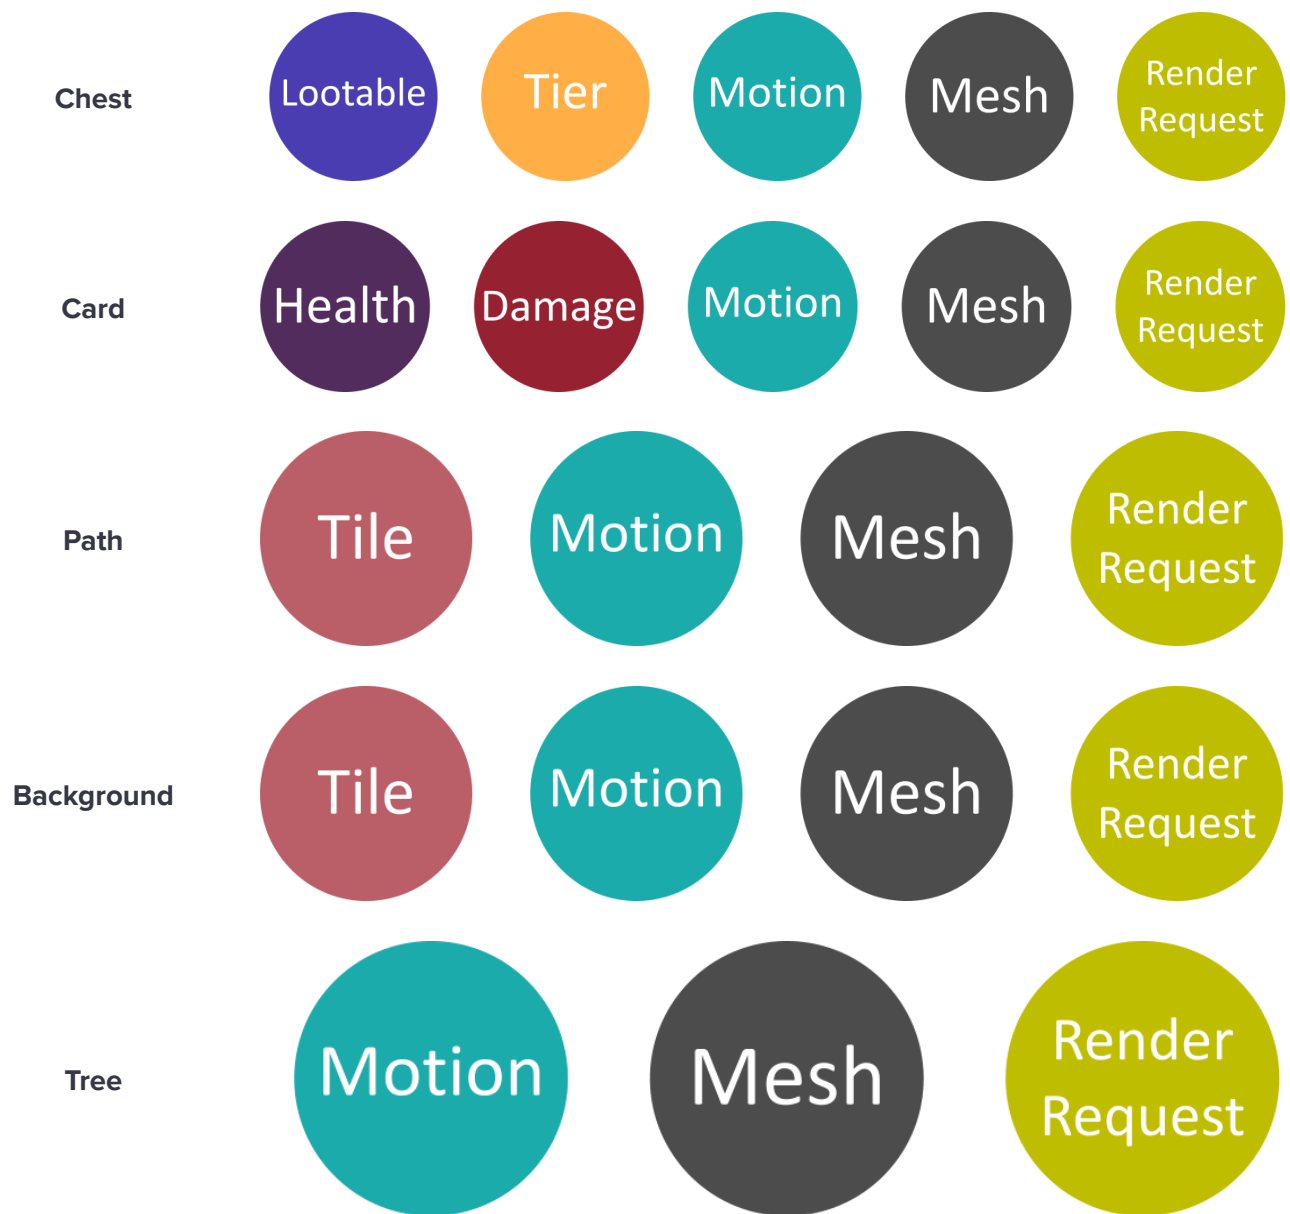 Chest
Lootable
Tier
Motion
Mesh
Render
Request
Card
Health
Damage
Motion
Mesh
Render
Request
Path
Tile
Motion
Mesh
Render
Request
Background
Tile
Motion
Mesh
Render
Request
Tree
Motion
Mesh
Render
Request